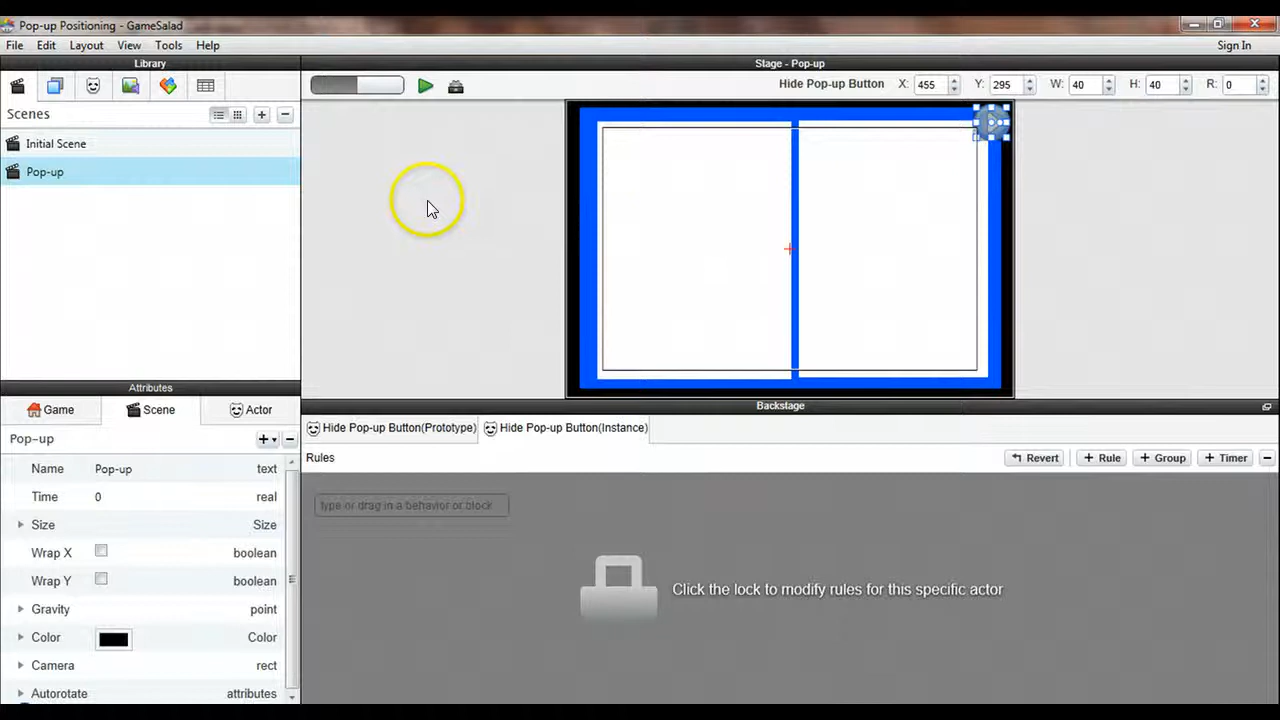 Pop-up Positioning - GameSalad
File Edit Layout View Tools Help Sign In
Library
Stage - Pop-up
Hide Pop-up Button X: 455 Y: 295 W: 40 H: 40 R: 0
Scenes
Initial Scene
Pop-up
Attributes
Game Scene Actor
Pop-up
Name Pop-up text
Time 0 real
Size Size
Wrap X boolean
Wrap Y boolean
Gravity point
Color Color
Camera rect
Autorotate attributes
Backstage
Hide Pop-up Button(Prototype) Hide Pop-up Button(Instance)
Rules Revert + Rule + Group + Timer
type or drag in a behavior or block
Click the lock to modify rules for this specific actor